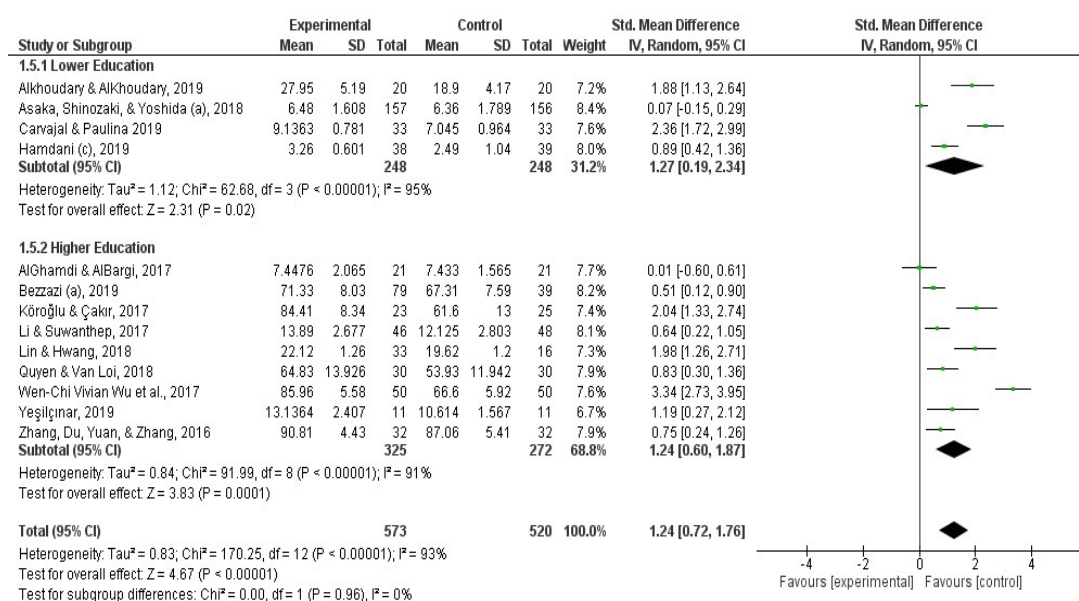 Experimental Control Std. Mean Difference Std. Mean Difference
Study or Subgroup Mean SD Total Mean SD Total Weight IV, Random, 95% CI IV, Random, 95% CI
1.5.1 Lower Education
Alkhoudary & AlKhoudary, 2019 27.95 5.19 20 18.9 4.17 20 7.2% 1.88 [1.13, 2.64]
Asaka, Shinozaki, & Yoshida (a), 2018 6.48 1.608 157 6.36 1.789 156 8.4% 0.07 [-0.15, 0.29]
Carvajal & Paulina 2019 9.1363 0.781 33 7.045 0.964 33 7.6% 2.36 [1.72, 2.99]
Hamdani (c), 2019 3.26 0.601 38 2.49 1.04 39 8.0% 0.89 [0.42, 1.36]
Subtotal (95% CI) 248 248 31.2% 1.27 [0.19, 2.34]
Heterogeneity: Tau² = 1.12; Chi² = 62.68, df = 3 (P < 0.00001); I² = 95%
Test for overall effect: Z = 2.31 (P = 0.02)
1.5.2 Higher Education
AlGhamdi & AlBargi, 2017 7.4476 2.065 21 7.433 1.565 21 7.7% 0.01 [-0.60, 0.61]
Bezzazi (a), 2019 71.33 8.03 79 67.31 7.59 39 8.2% 0.51 [0.12, 0.90]
Köroğlu & Çakır, 2017 84.41 8.34 23 61.6 13 25 7.4% 2.04 [1.33, 2.74]
Li & Suwanthep, 2017 13.89 2.677 46 12.125 2.803 48 8.1% 0.64 [0.22, 1.05]
Lin & Hwang, 2018 22.12 1.26 33 19.62 1.2 16 7.3% 1.98 [1.26, 2.71]
Quyen & Van Loi, 2018 64.83 13.926 30 53.93 11.942 30 7.9% 0.83 [0.30, 1.36]
Wen-Chi Vivian Wu et al., 2017 85.96 5.58 50 66.6 5.92 50 7.6% 3.34 [2.73, 3.95]
Yeşilçınar, 2019 13.1364 2.407 11 10.614 1.567 11 6.7% 1.19 [0.27, 2.12]
Zhang, Du, Yuan, & Zhang, 2016 90.81 4.43 32 87.06 5.41 32 7.9% 0.75 [0.24, 1.26]
Subtotal (95% CI) 325 272 68.8% 1.24 [0.60, 1.87]
Heterogeneity: Tau² = 0.84; Chi² = 91.99, df = 8 (P < 0.00001); I² = 91%
Test for overall effect: Z = 3.83 (P = 0.0001)
Total (95% CI) 573 520 100.0% 1.24 [0.72, 1.76]
Heterogeneity: Tau² = 0.83; Chi² = 170.25, df = 12 (P < 0.00001); I² = 93%
Test for overall effect: Z = 4.67 (P < 0.00001)
Test for subgroup differences: Chi² = 0.00, df = 1 (P = 0.96), I² = 0%
-4 -2 0 2 4
Favours [experimental] Favours [control]